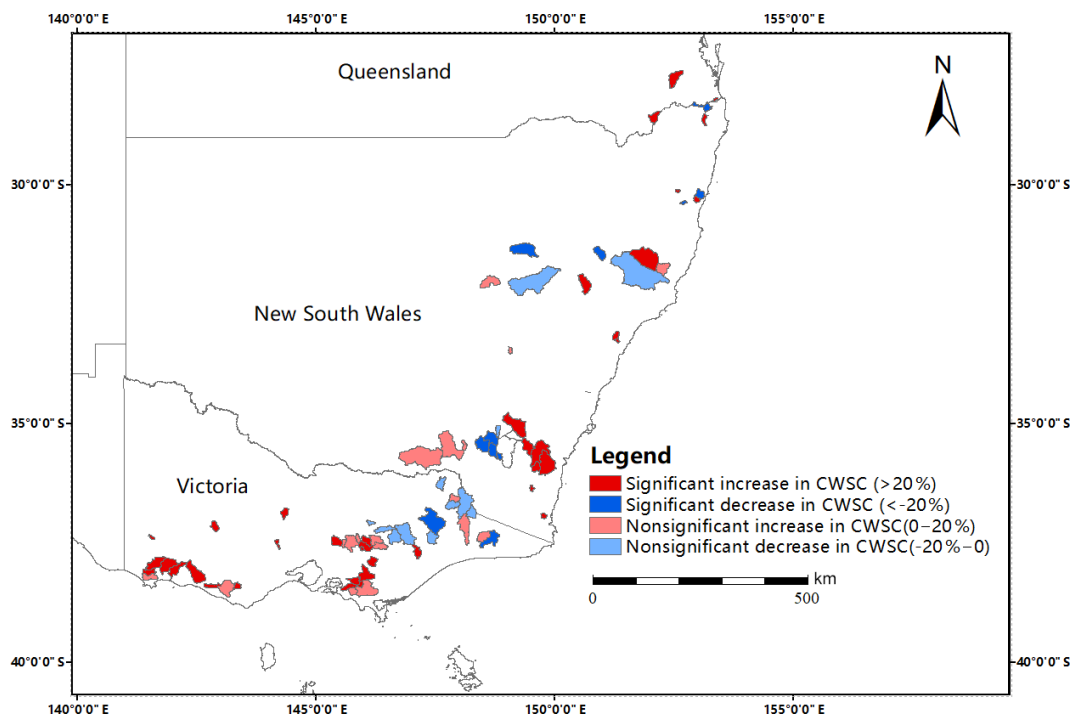 140°0'0"E 145°0'0"E 150°0'0"E 155°0'0"E
Queensland
N
30°0'0"S 30°0'0"S
New South Wales
35°0'0"S 35°0'0"S
Legend
Victoria
Significant increase in CWSC (>20%)
Significant decrease in CWSC (<-20%)
Nonsignificant increase in CWSC(0–20%)
Nonsignificant decrease in CWSC(-20%–0)
km
0 500
40°0'0"S 40°0'0"S
140°0'0"E 145°0'0"E 150°0'0"E 155°0'0"E